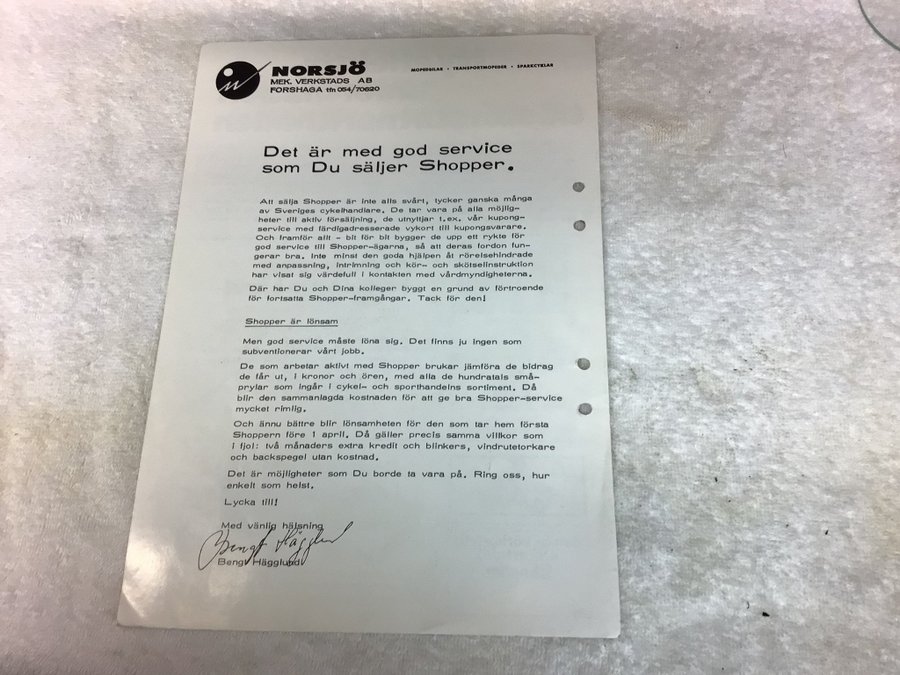 NORSJÖ
MEK. VERKSTADS AB
FORSHAGA tfn 054/70620
MOPEDBILAR · TRANSPORTMOPEDER · SPARKCYKLAR
Det är med god service
som Du säljer Shopper.
Att sälja Shopper är inte alls svårt, tycker ganska många
av Sveriges cykelhandlare. De tar vara på alla möjlig-
heter till aktiv försäljning, de utnyttjar t.ex. vår kupong-
service med färdigadresserade vykort till kupongsvarare.
Och framför allt - bit för bit bygger de upp ett rykte för
god service till Shopper-ägarna, så att deras fordon fun-
gerar bra. Inte minst den goda hjälpen åt rörelsehindrade
med anpassning, intrimning och kör- och skötselinstruktion
har visat sig värdefull i kontakten med vårdmyndigheterna.
Där har Du och Dina kolleger byggt en grund av förtroende
för fortsatta Shopper-framgångar. Tack för den!
Shopper är lönsam
Men god service måste löna sig. Det finns ju ingen som
subventionerar vårt jobb.
De som arbetar aktivt med Shopper brukar jämföra de bidrag
de får ut, i kronor och ören, med alla de hundratals små-
prylar som ingår i cykel- och sporthandelns sortiment. Då
blir den sammanlagda kostnaden för att ge bra Shopper-service
mycket rimlig.
Och ännu bättre blir lönsamheten för den som tar hem första
Shoppern före 1 april. Då gäller precis samma villkor som
i fjol: två månaders extra kredit och blinkers, vindrutetorkare
och backspegel utan kostnad.
Det är möjligheter som Du borde ta vara på. Ring oss, hur
enkelt som helst.
Lycka till!
Med vänlig hälsning
Bengt Hägglund
Bengt Hägglund